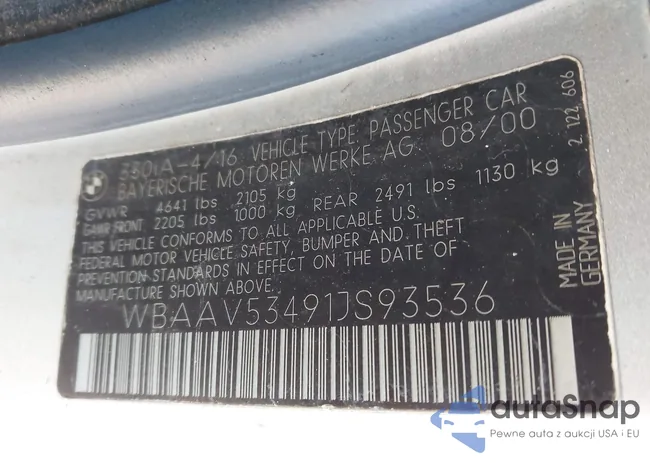 330iA-4/16 VEHICLE TYPE: PASSENGER CAR
BAYERISCHE MOTOREN WERKE AG 08/00
GVWR 4641 lbs 2105 kg
GAWR FRONT 2205 lbs 1000 kg REAR 2491 lbs 1130 kg
THIS VEHICLE CONFORMS TO ALL APPLICABLE U.S.
FEDERAL MOTOR VEHICLE SAFETY, BUMPER AND THEFT
PREVENTION STANDARDS IN EFFECT ON THE DATE OF
MANUFACTURE SHOWN ABOVE.
WBAAV53491JS93536
MADE IN
GERMANY
2 122 606
autoSnap
Pewne auta z aukcji USA i EU